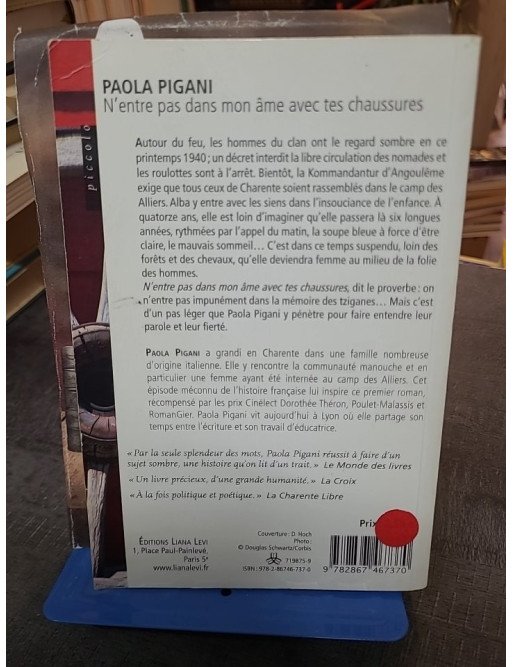 PAOLA PIGANI
N'entre pas dans mon âme avec tes chaussures
piccolo
Autour du feu, les hommes du clan ont le regard sombre en ce
printemps 1940 ; un décret interdit la libre circulation des nomades et
les roulottes sont à l'arrêt. Bientôt, la Kommandantur d'Angoulême
exige que tous ceux de Charente soient rassemblés dans le camp des
Alliers. Alba y entre avec les siens dans l'insouciance de l'enfance. À
quatorze ans, elle est loin d'imaginer qu'elle passera là six longues
années, rythmées par l'appel du matin, la soupe bleue à force d'être
claire, le mauvais sommeil… C'est dans ce temps suspendu, loin des
forêts et des chevaux, qu'elle deviendra femme au milieu de la folie
des hommes.
N'entre pas dans mon âme avec tes chaussures, dit le proverbe : on
n'entre pas impunément dans la mémoire des tziganes… Mais c'est
d'un pas léger que Paola Pigani y pénètre pour faire entendre leur
parole et leur fierté.
PAOLA PIGANI a grandi en Charente dans une famille nombreuse
d'origine italienne. Elle y rencontre la communauté manouche et en
particulier une femme ayant été internée au camp des Alliers. Cet
épisode méconnu de l'histoire française lui inspire ce premier roman,
récompensé par les prix Cinélect Dorothée Théron, Poulet-Malassis et
RomanGier. Paola Pigani vit aujourd'hui à Lyon où elle partage son
temps entre l'écriture et son travail d'éducatrice.
« Par la seule splendeur des mots, Paola Pigani réussit à faire d'un
sujet sombre, une histoire qu'on lit d'un trait. » Le Monde des livres
« Un livre précieux, d'une grande humanité. » La Croix
« À la fois politique et poétique. » La Charente Libre
ÉDITIONS LIANA LEVI
1, Place Paul-Painlevé,
Paris 5e
www.lianalevi.fr
Couverture : D. Hoch
Photo :
© Douglas Schwartz/Corbis
719875-9
ISBN : 978-2-86746-737-0
Prix
9 782867 467370